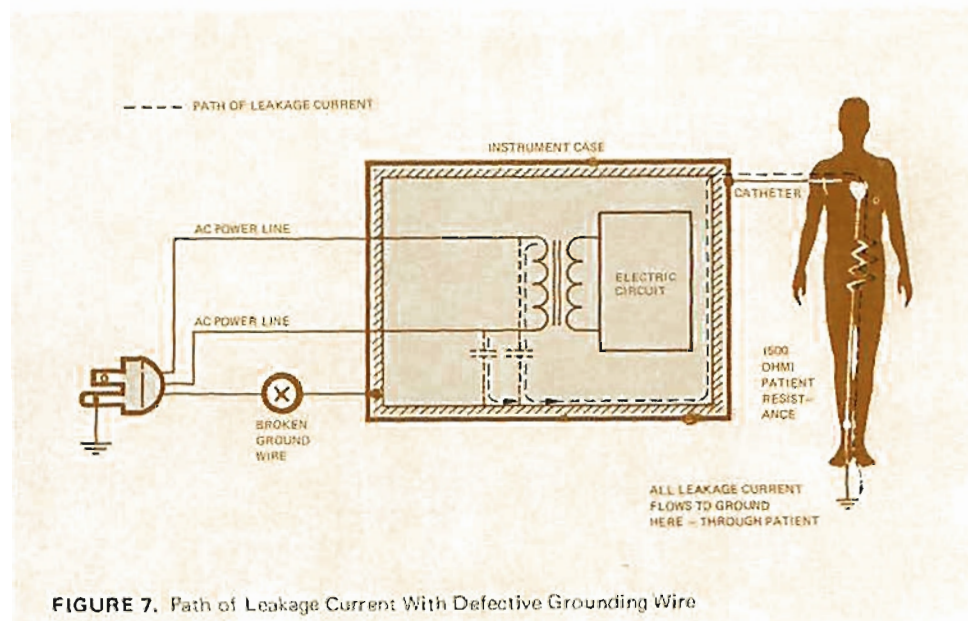 PATH OF LEAKAGE CURRENT
INSTRUMENT CASE
CATHETER
AC POWER LINE
ELECTRIC
CIRCUIT
AC POWER LINE
1500
OHM
PATIENT
RESIST-
ANCE
BROKEN
GROUND
WIRE
ALL LEAKAGE CURRENT
FLOWS TO GROUND
HERE – THROUGH PATIENT
FIGURE 7. Path of Leakage Current With Defective Grounding Wire